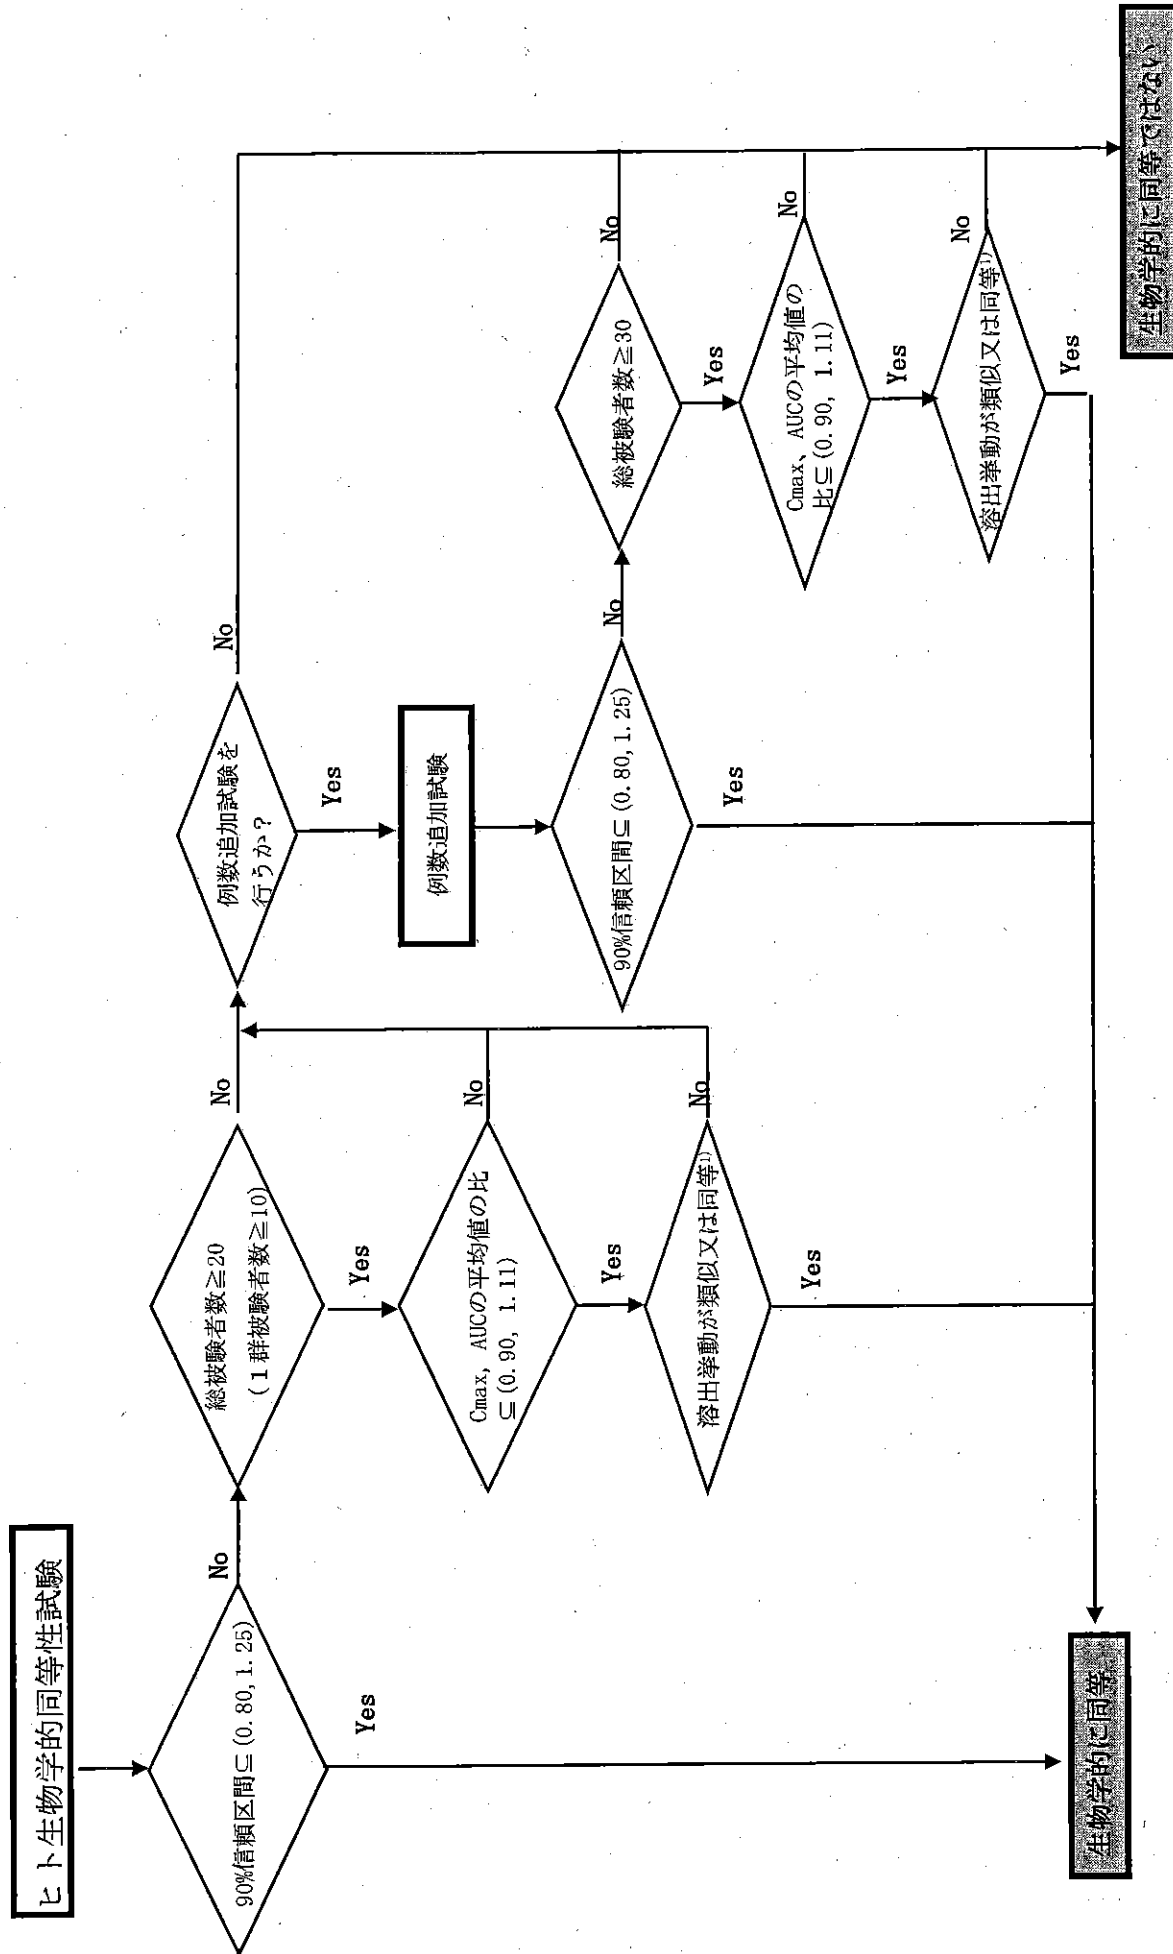 ヒト生物学的同等性試験
90%信頼区間⊆(0.80, 1.25)
No
Yes
総被験者数≧20
(1群被験者数≧10)
No
Yes
Cmax, AUCの平均値の比
⊆(0.90, 1.11)
No
Yes
溶出挙動が類似又は同等1)
No
Yes
例数追加試験を
行うか?
No
Yes
例数追加試験
90%信頼区間⊆(0.80, 1.25)
No
Yes
総被験者数≧30
No
Yes
Cmax、AUCの平均値の
比⊆(0.90, 1.11)
No
Yes
溶出挙動が類似又は同等1)
No
Yes
生物学的に同等
生物学的に同等ではない